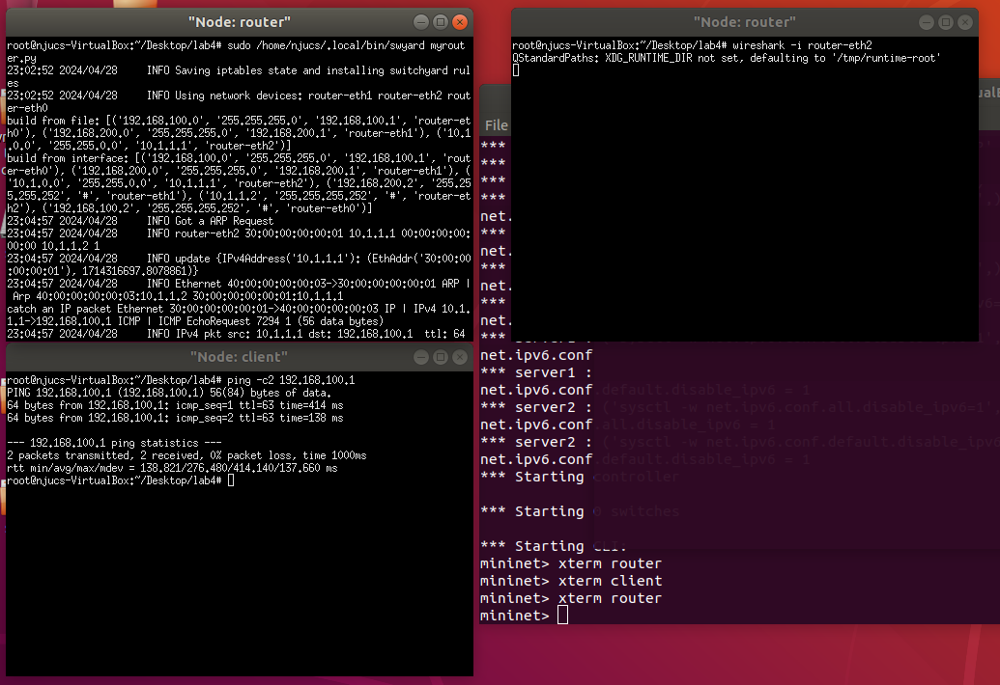 "Node: router"
root@njucs-VirtualBox:~/Desktop/lab4# sudo /home/njucs/.local/bin/swyard myrout
er.py
23:02:52 2024/04/28     INFO Saving iptables state and installing switchyard rul
es
23:02:52 2024/04/28     INFO Using network devices: router-eth1 router-eth2 rout
er-eth0
build from file: [('192.168.100.0', '255.255.255.0', '192.168.100.1', 'router-et
h0'), ('192.168.200.0', '255.255.255.0', '192.168.200.1', 'router-eth1'), ('10.1
.0.0', '255.255.0.0', '10.1.1.1', 'router-eth2')]
build from interface: [('192.168.100.0', '255.255.255.0', '192.168.100.1', 'rout
er-eth0'), ('192.168.200.0', '255.255.255.0', '192.168.200.1', 'router-eth1'), (
'10.1.0.0', '255.255.0.0', '10.1.1.1', 'router-eth2'), ('192.168.200.2', '255.25
5.255.252', '#', 'router-eth1'), ('10.1.1.2', '255.255.255.252', '#', 'router-et
h2'), ('192.168.100.2', '255.255.255.252', '#', 'router-eth0')]
23:04:57 2024/04/28     INFO Got a ARP Request
23:04:57 2024/04/28     INFO router-eth2 30:00:00:00:00:01 10.1.1.1 00:00:00:00:
00:00 10.1.1.2 1
23:04:57 2024/04/28     INFO update {IPv4Address('10.1.1.1'): (EthAddr('30:00:00
:00:00:01'), 1714316697.8078861)}
23:04:57 2024/04/28     INFO Ethernet 40:00:00:00:00:03->30:00:00:00:00:01 ARP |
 Arp 40:00:00:00:00:03:10.1.1.2 30:00:00:00:00:01:10.1.1.1
catch an IP packet Ethernet 30:00:00:00:00:01->40:00:00:00:00:03 IP | IPv4 10.1.
1.1->192.168.100.1 ICMP | ICMP EchoRequest 7294 1 (56 data bytes)
23:04:57 2024/04/28     INFO IPv4 pkt src: 10.1.1.1 dst: 192.168.100.1  ttl: 64
"Node: client"
root@njucs-VirtualBox:~/Desktop/lab4# ping -c2 192.168.100.1
PING 192.168.100.1 (192.168.100.1) 56(84) bytes of data.
64 bytes from 192.168.100.1: icmp_seq=1 ttl=63 time=414 ms
64 bytes from 192.168.100.1: icmp_seq=2 ttl=63 time=138 ms
--- 192.168.100.1 ping statistics ---
2 packets transmitted, 2 received, 0% packet loss, time 1000ms
rtt min/avg/max/mdev = 138.821/276.480/414.140/137.660 ms
root@njucs-VirtualBox:~/Desktop/lab4#
"Node: router"
root@njucs-VirtualBox:~/Desktop/lab4# wireshark -i router-eth2
QStandardPaths: XDG_RUNTIME_DIR not set, defaulting to '/tmp/runtime-root'
File
***
***
***
***
net.
***
net.
***
net.
***
net.
*** server1 :
net.ipv6.conf
*** server1 :
net.ipv6.conf.default.disable_ipv6 = 1
*** server2 : ('sysctl -w net.ipv6.conf.all.disable_ipv6=1',
net.ipv6.conf.all.disable_ipv6 = 1
*** server2 : ('sysctl -w net.ipv6.conf.default.disable_ipv6
net.ipv6.conf.default.disable_ipv6 = 1
*** Starting controller
*** Starting 0 switches
*** Starting CLI:
mininet> xterm router
mininet> xterm client
mininet> xterm router
mininet>